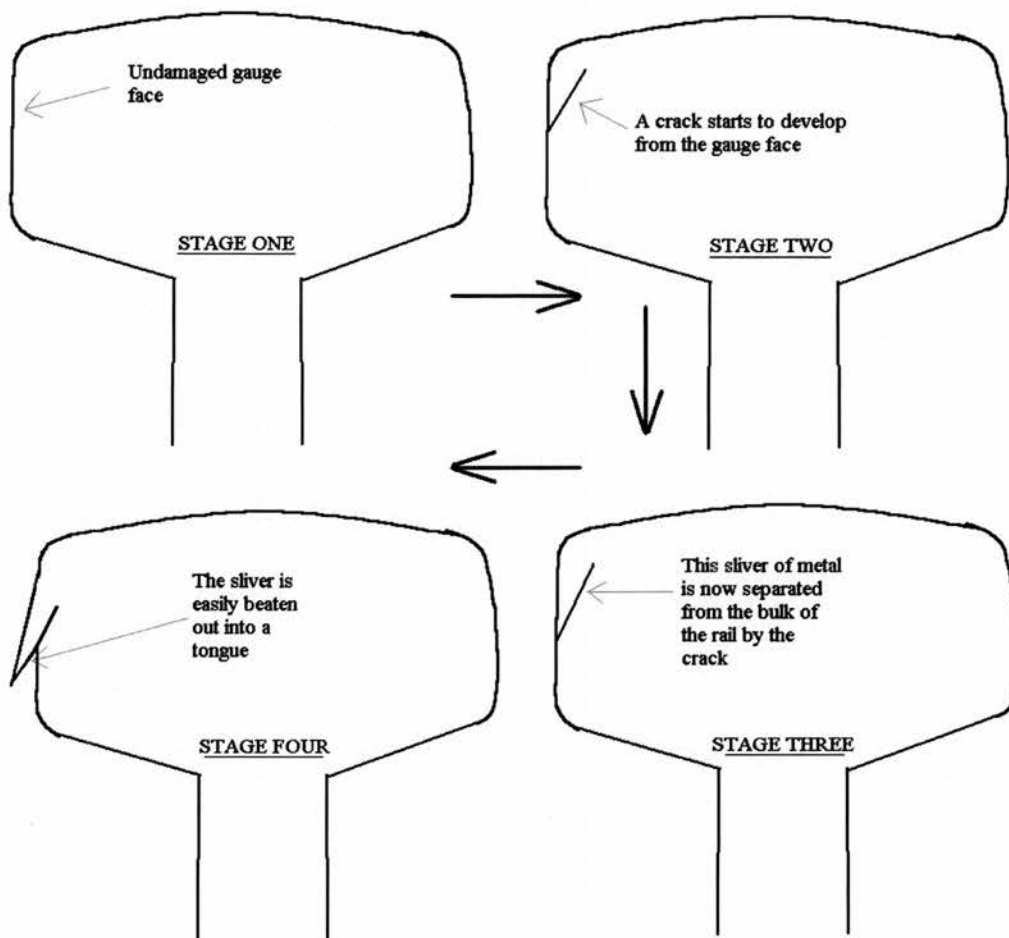 Undamaged gauge
face
STAGE ONE
A crack starts to develop
from the gauge face
STAGE TWO
The sliver is
easily beaten
out into a
tongue
STAGE FOUR
This sliver of metal
is now separated
from the bulk of
the rail by the
crack
STAGE THREE